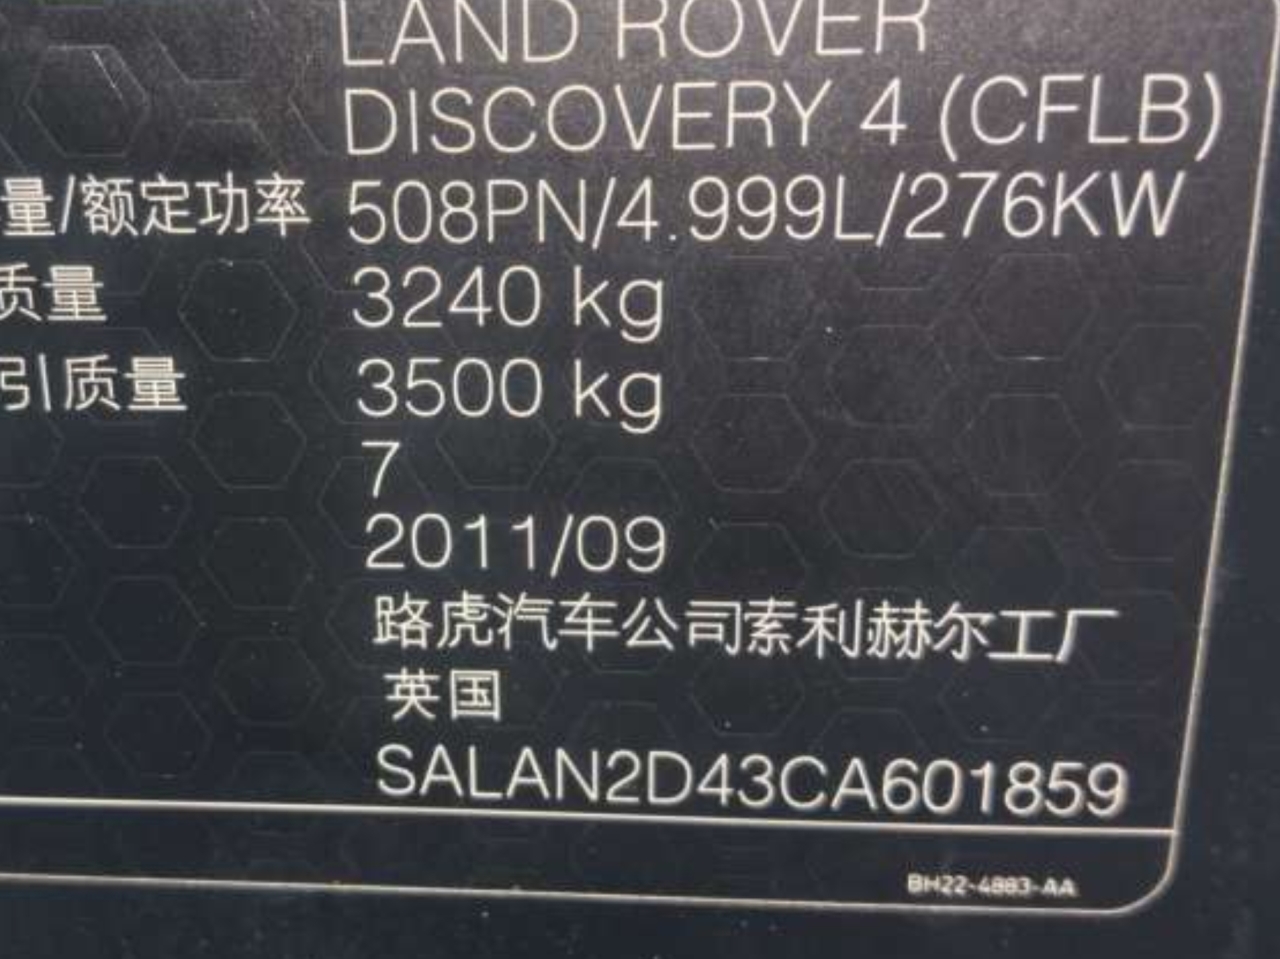 LAND ROVER
DISCOVERY 4 (CFLB)
量/额定功率 508PN/4.999L/276KW
质量 3240 kg
引质量 3500 kg
7
2011/09
路虎汽车公司索利赫尔工厂
英国
SALAN2D43CA601859
BH22-4883-AA